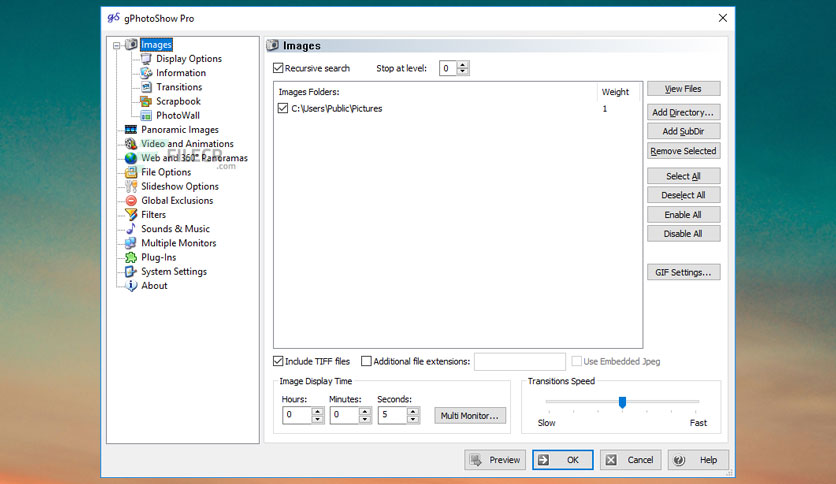 gS gPhotoShow Pro
Images
Display Options
Information
Transitions
Scrapbook
PhotoWall
Panoramic Images
Video and Animations
Web and 360° Panoramas
FILECR
.com
File Options
Slideshow Options
Global Exclusions
Filters
Sounds & Music
Multiple Monitors
Plug-Ins
System Settings
About
Images
Recursive search Stop at level: 0
Images Folders: Weight
C:\Users\Public\Pictures 1
View Files
Add Directory...
Add SubDir
Remove Selected
Select All
Deselect All
Enable All
Disable All
GIF Settings...
Include TIFF files Additional file extensions: Use Embedded Jpeg
Image Display Time
Hours: Minutes: Seconds:
0 0 5 Multi Monitor...
Transitions Speed
Slow Fast
Preview OK Cancel Help